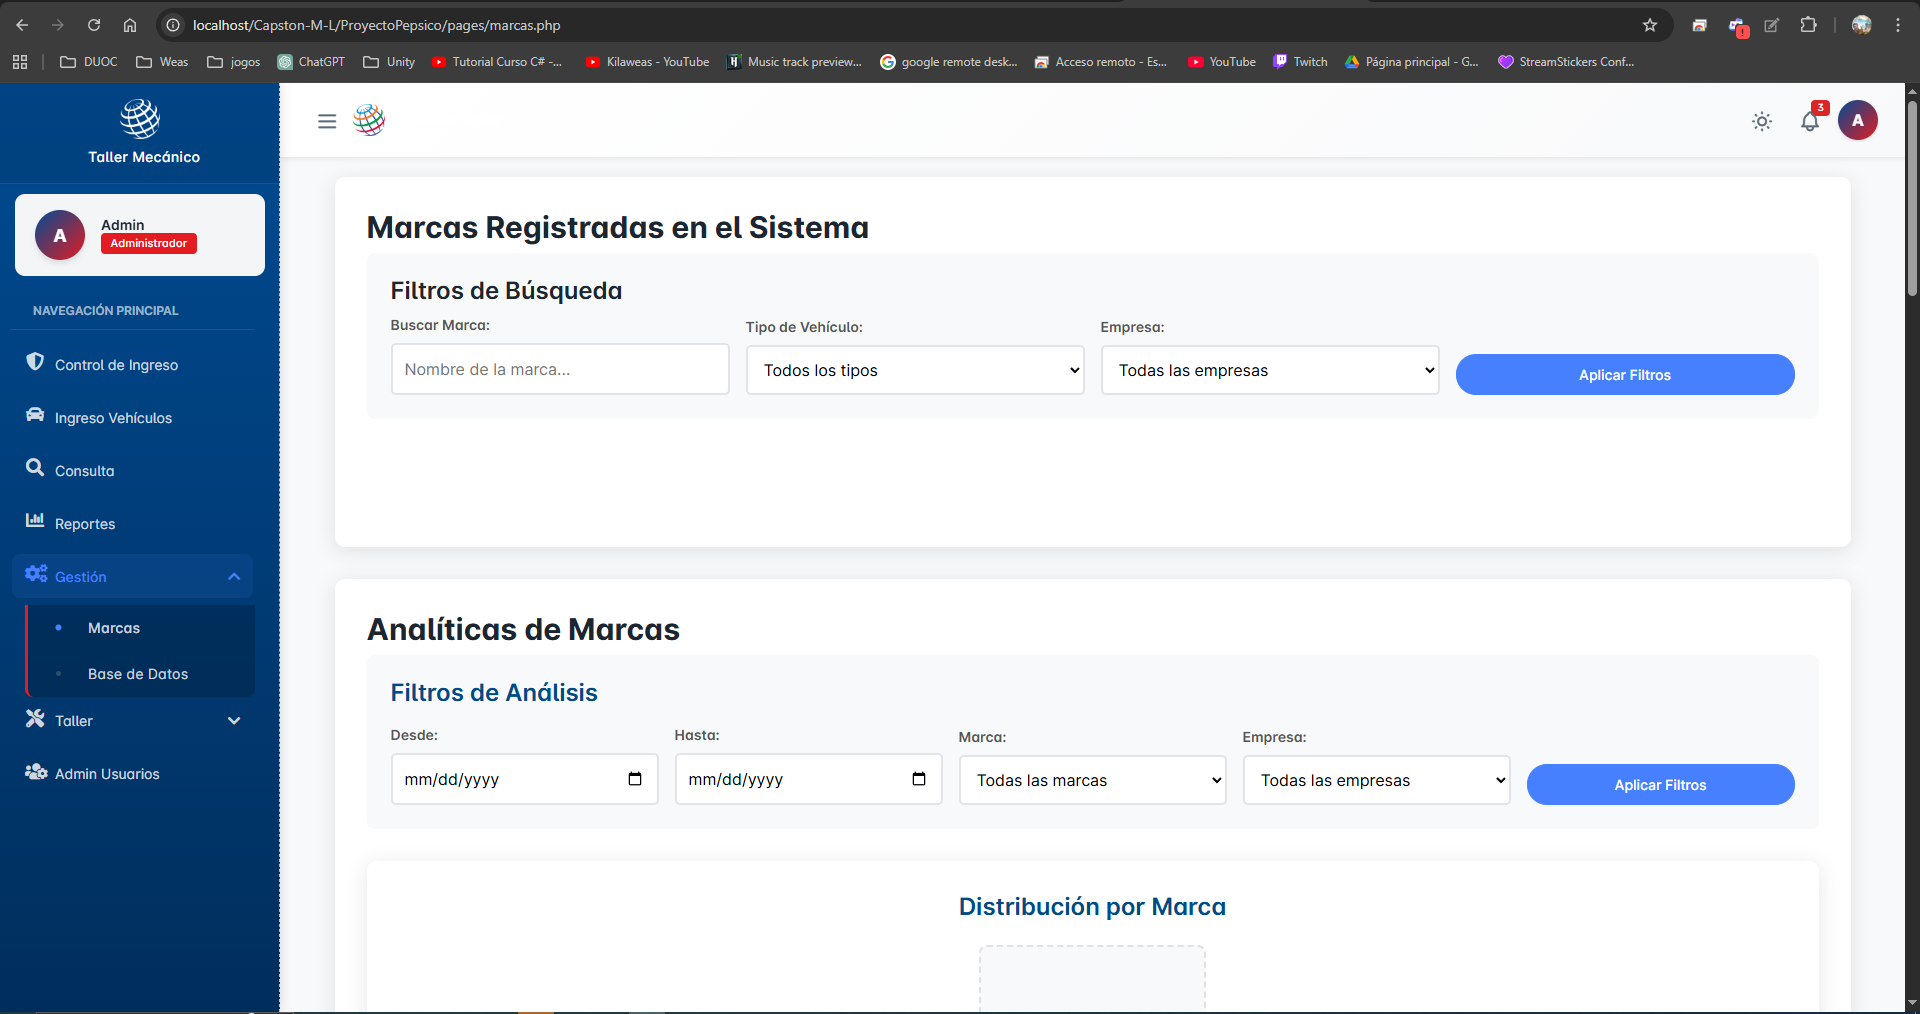 localhost/Capston-M-L/ProyectoPepsico/pages/marcas.php
DUOC
Weas
jogos
ChatGPT
Unity
Tutorial Curso C# -...
Kilaweas - YouTube
Music track preview...
google remote desk...
Acceso remoto - Es...
YouTube
Twitch
Página principal - G...
StreamStickers Conf...
Taller Mecánico
A
Admin
Administrador
NAVEGACIÓN PRINCIPAL
Control de Ingreso
Ingreso Vehículos
Consulta
Reportes
Gestión
Marcas
Base de Datos
Taller
Admin Usuarios
3
A
Marcas Registradas en el Sistema
Filtros de Búsqueda
Buscar Marca:
Nombre de la marca...
Tipo de Vehículo:
Todos los tipos
Empresa:
Todas las empresas
Aplicar Filtros
Analíticas de Marcas
Filtros de Análisis
Desde:
mm/dd/yyyy
Hasta:
mm/dd/yyyy
Marca:
Todas las marcas
Empresa:
Todas las empresas
Aplicar Filtros
Distribución por Marca